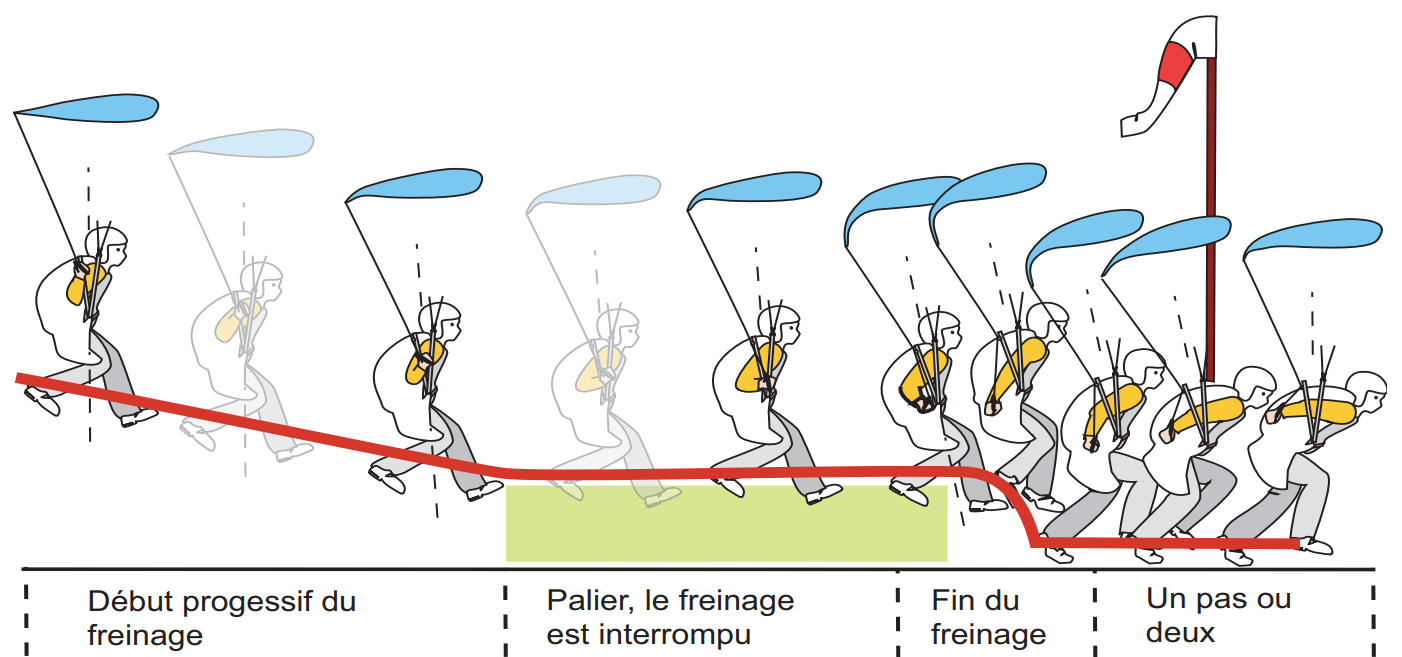 Début progessif du
freinage
Palier, le freinage
est interrompu
Fin du
freinage
Un pas ou
deux